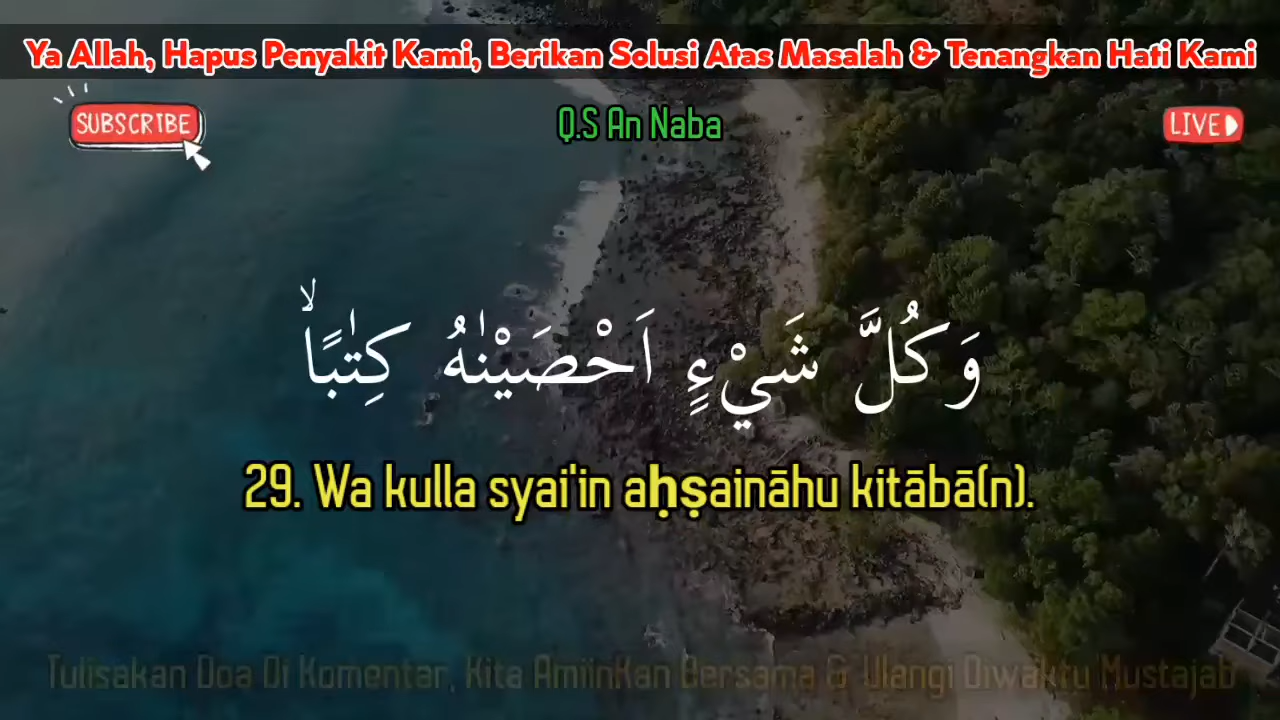 Ya Allah, Hapus Penyakit Kami, Berikan Solusi Atas Masalah & Tenangkan Hati Kami
SUBSCRIBE
Q.S An Naba
LIVE
وَكُلَّ شَيْءٍ اَحْصَيْنٰهُ كِتٰبًاۙ
29. Wa kulla syai'in aḥṣaināhu kitābā(n).
Tulisakan Doa Di Komentar, Kita AmiinKan Bersama & Ulangi Diwaktu Mustajab